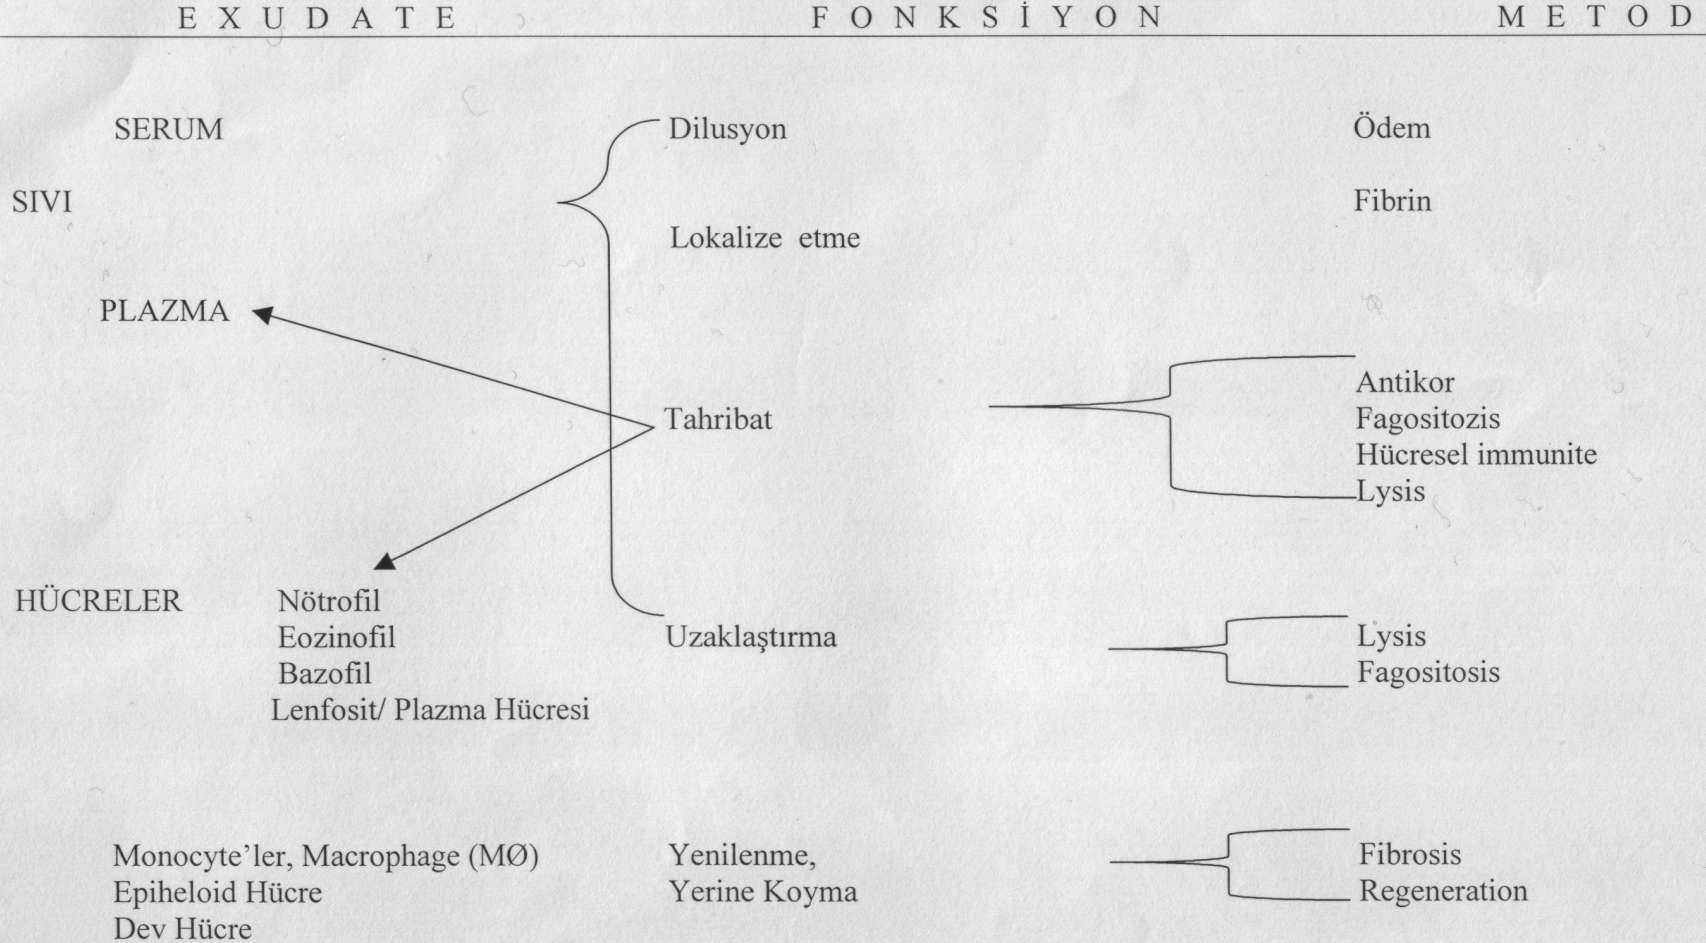 E X U D A T E F O N K S İ Y O N M E T O D
SERUM Dilusyon Ödem
SIVI Fibrin
Lokalize etme
PLAZMA
Antikor
Tahribat Fagositozis
Hücresel immunite
Lysis
HÜCRELER Nötrofil
Eozinofil Uzaklaştırma Lysis
Bazofil Fagositosis
Lenfosit/ Plazma Hücresi
Monocyte’ler, Macrophage (MØ) Yenilenme, Fibrosis
Epiheloid Hücre Yerine Koyma Regeneration
Dev Hücre